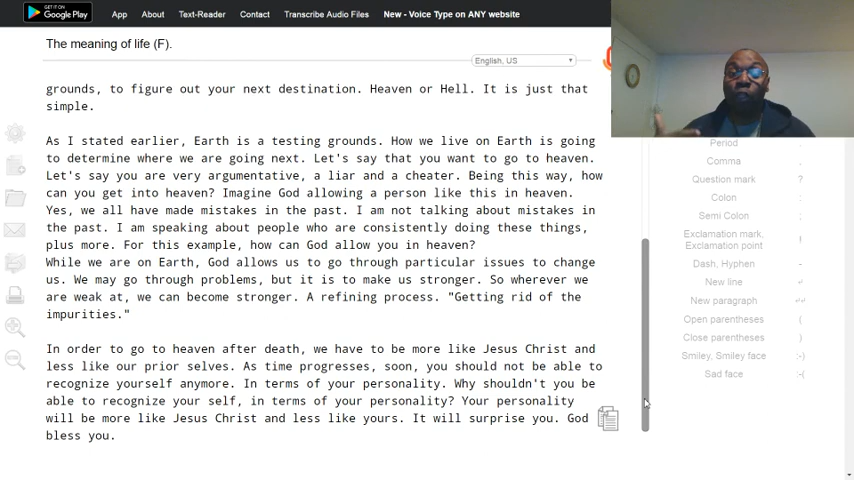 GET IT ON
Google Play
App About Text-Reader Contact Transcribe Audio Files New - Voice Type on ANY website
The meaning of life (F).
English, US
grounds, to figure out your next destination. Heaven or Hell. It is just that
simple.
As I stated earlier, Earth is a testing grounds. How we live on Earth is going
to determine where we are going next. Let's say that you want to go to heaven.
Let's say you are very argumentative, a liar and a cheater. Being this way, how
can you get into heaven? Imagine God allowing a person like this in heaven.
Yes, we all have made mistakes in the past. I am not talking about mistakes in
the past. I am speaking about people who are consistently doing these things,
plus more. For this example, how can God allow you in heaven?
While we are on Earth, God allows us to go through particular issues to change
us. We may go through problems, but it is to make us stronger. So wherever we
are weak at, we can become stronger. A refining process. "Getting rid of the
impurities."
In order to go to heaven after death, we have to be more like Jesus Christ and
less like our prior selves. As time progresses, soon, you should not be able to
recognize yourself anymore. In terms of your personality. Why shouldn't you be
able to recognize your self, in terms of your personality? Your personality
will be more like Jesus Christ and less like yours. It will surprise you. God
bless you.
Period .
Comma ,
Question mark ?
Colon :
Semi Colon ;
Exclamation mark,
Exclamation point !
Dash, Hyphen -
New line ↵
New paragraph ↵↵
Open parentheses (
Close parentheses )
Smiley, Smiley face :-)
Sad face :-(